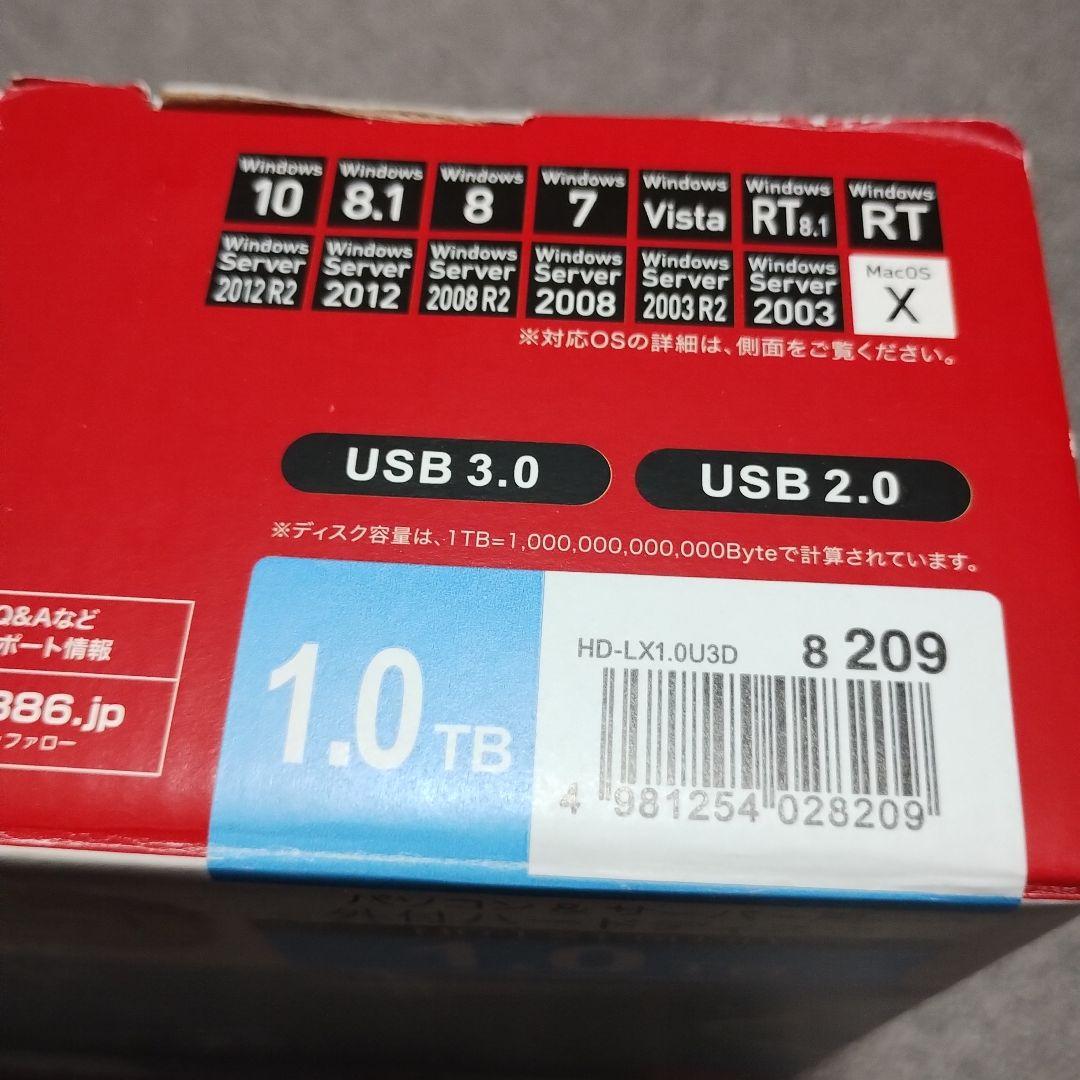 Windows 10
Windows 8.1
Windows 8
Windows 7
Windows Vista
Windows RT8.1
Windows RT
Windows Server 2012 R2
Windows Server 2012
Windows Server 2008 R2
Windows Server 2008
Windows Server 2003 R2
Windows Server 2003
MacOS X
※対応OSの詳細は、側面をご覧ください。
USB 3.0
USB 2.0
※ディスク容量は、1TB=1,000,000,000,000Byteで計算されています。
Q&Aなど
ポート情報
886.jp
ファロー
1.0 TB
HD-LX1.0U3D
8 209
4 981254 028209
1.0